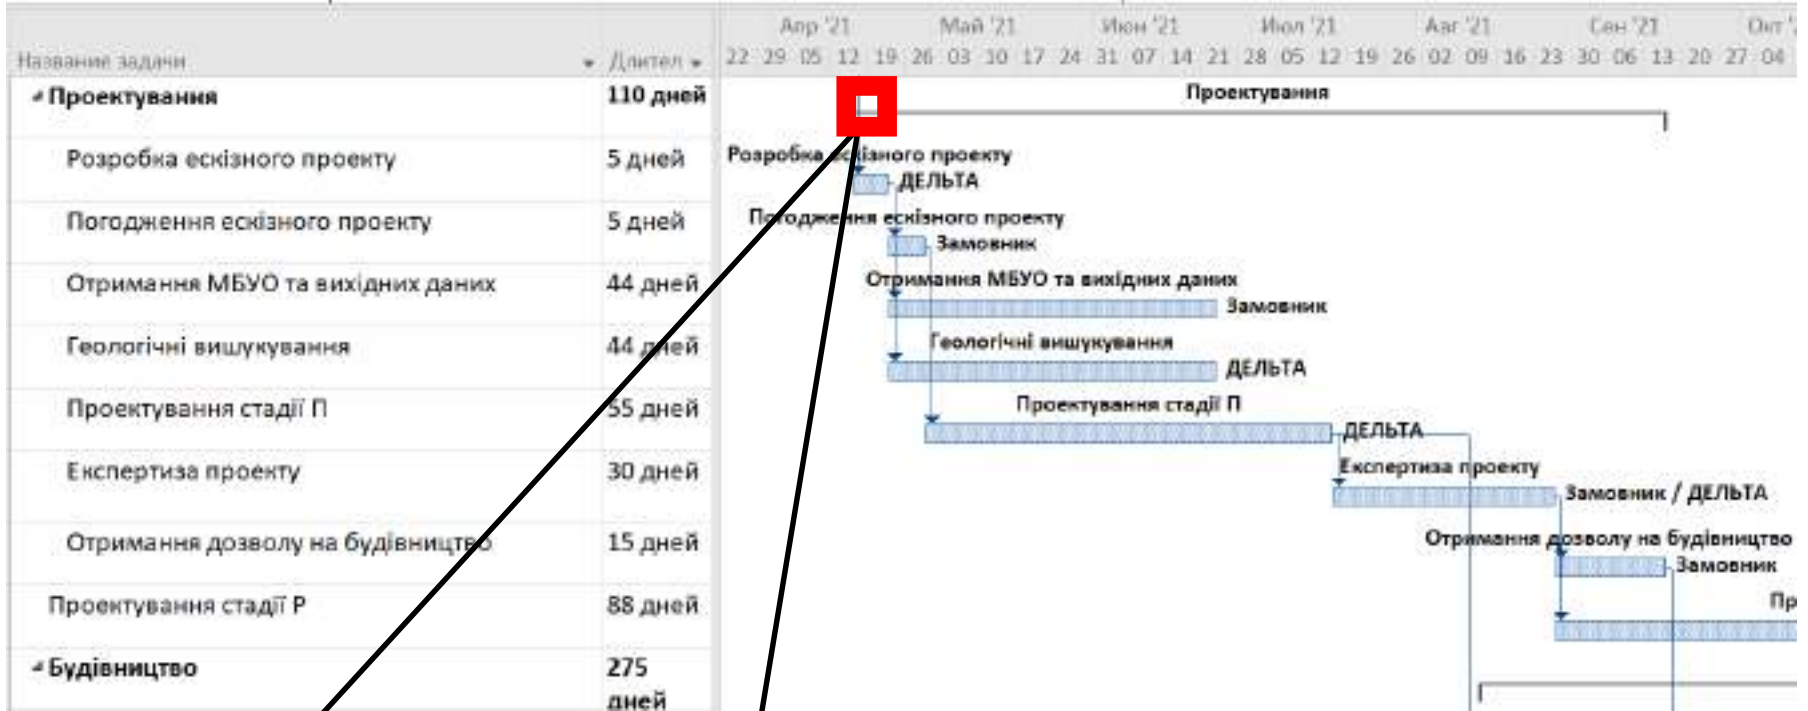 Апр '21 Май '21 Июн '21 Июл '21 Авг '21 Сен '21 Окт '
Название задачи Длител 22 29 05 12 19 26 03 10 17 24 31 07 14 21 28 05 12 19 26 02 09 16 23 30 06 13 20 27 04
Проектування 110 дней Проектування
Розробка ескізного проекту 5 дней Розробка ескізного проекту
ДЕЛЬТА
Погодження ескізного проекту 5 дней Погодження ескізного проекту
Замовник
Отримання МБУО та вихідних даних 44 дней Отримання МБУО та вихідних даних
Замовник
Геологічні вишукування 44 дней Геологічні вишукування
ДЕЛЬТА
Проектування стадії П 55 дней Проектування стадії П
ДЕЛЬТА
Експертиза проекту 30 дней Експертиза проекту
Замовник / ДЕЛЬТА
Отримання дозволу на будівництво 15 дней Отримання дозволу на будівництво
Замовник
Проектування стадії Р 88 дней Пр
Будівництво 275
дней